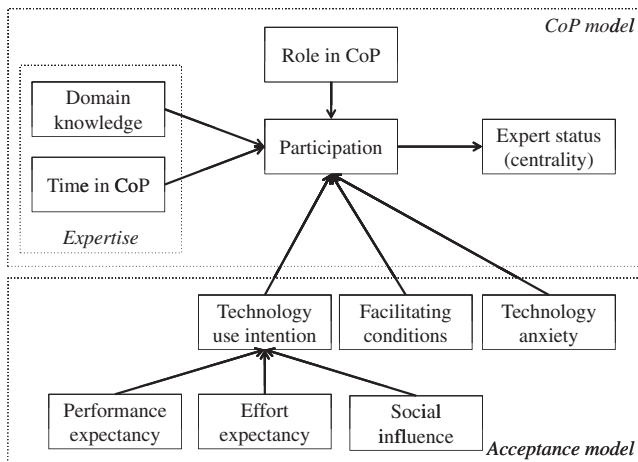 CoP model
Role in CoP
Domain
knowledge
Participation
Expert status
(centrality)
Time in CoP
Expertise
Technology
use intention
Facilitating
conditions
Technology
anxiety
Performance
expectancy
Effort
expectancy
Social
influence
Acceptance model